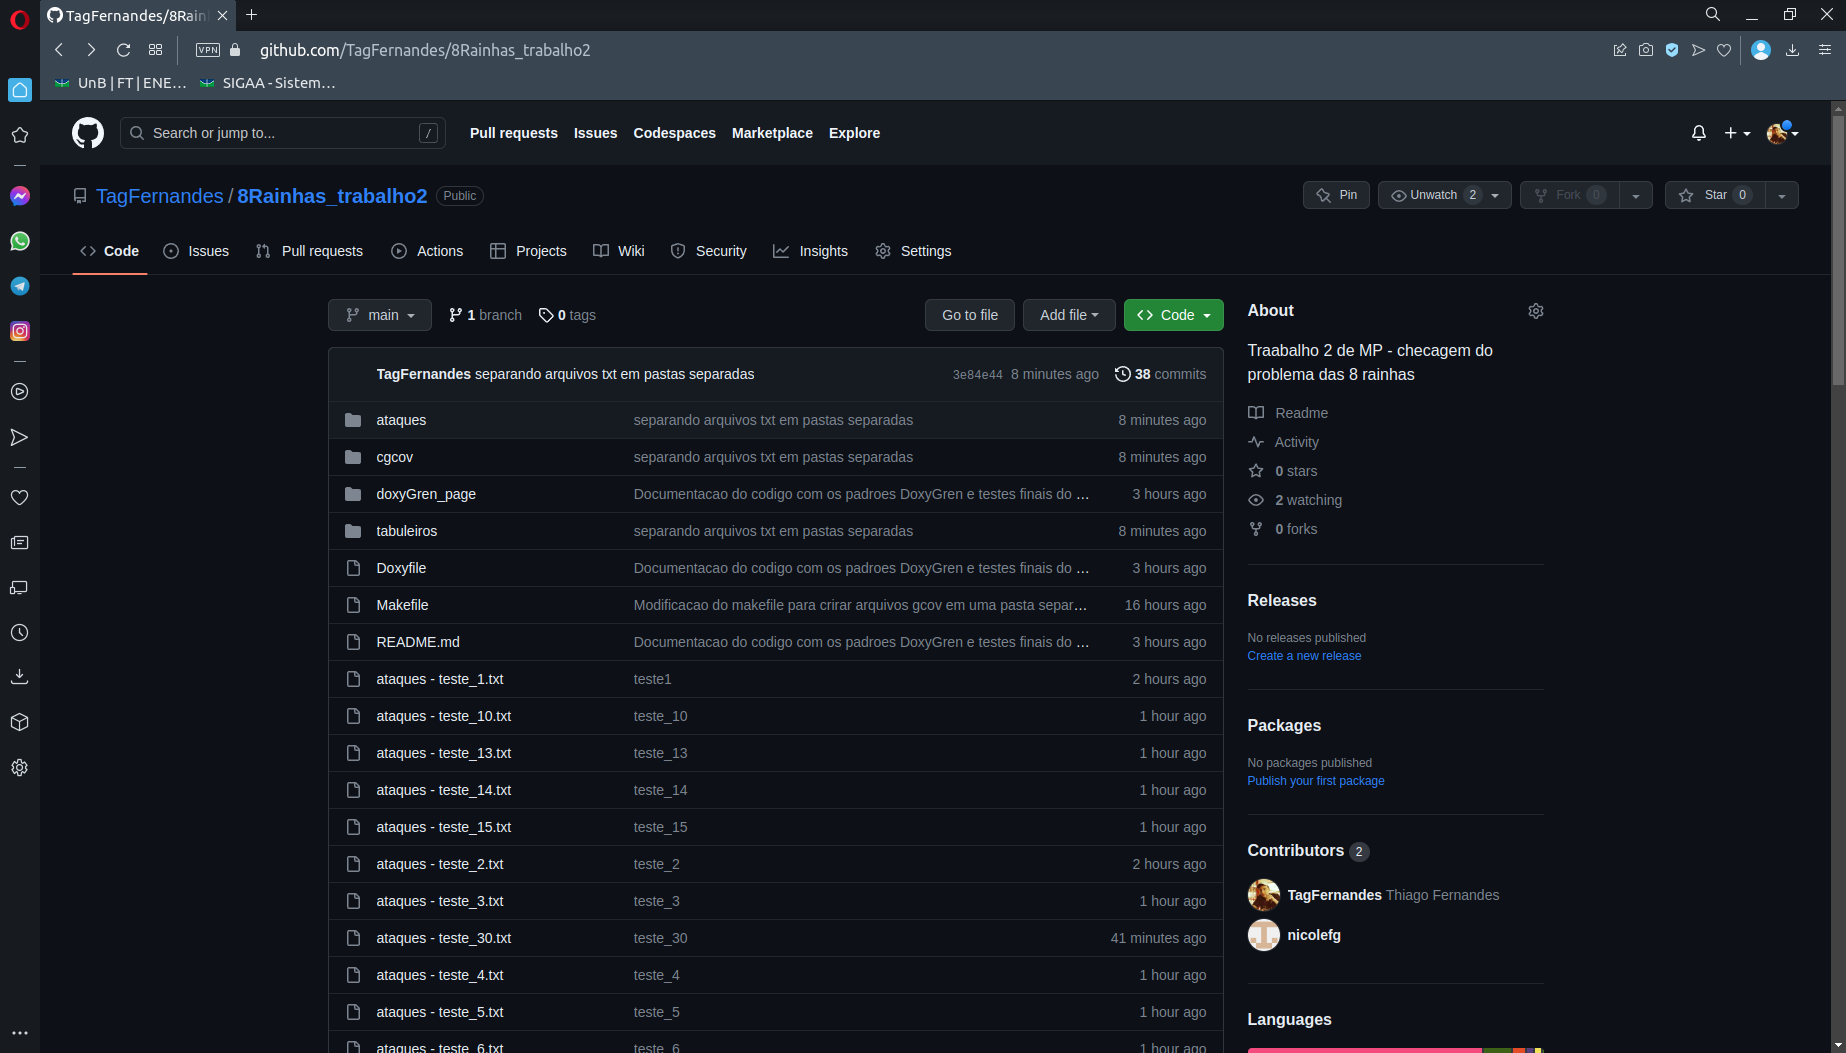 TagFernandes/8Rain
VPN
github.com/TagFernandes/8Rainhas_trabalho2
UnB | FT | ENE...
SIGAA - Sistem...
Search or jump to...
/
Pull requests
Issues
Codespaces
Marketplace
Explore
TagFernandes / 8Rainhas_trabalho2
Public
Pin
Unwatch 2
Fork 0
Star 0
Code
Issues
Pull requests
Actions
Projects
Wiki
Security
Insights
Settings
main
1 branch
0 tags
Go to file
Add file
Code
TagFernandes separando arquivos txt em pastas separadas
3e84e44 8 minutes ago
38 commits
ataques separando arquivos txt em pastas separadas 8 minutes ago
cgcov separando arquivos txt em pastas separadas 8 minutes ago
doxyGren_page Documentacao do codigo com os padroes DoxyGren e testes finais do ... 3 hours ago
tabuleiros separando arquivos txt em pastas separadas 8 minutes ago
Doxyfile Documentacao do codigo com os padroes DoxyGren e testes finais do ... 3 hours ago
Makefile Modificacao do makefile para crirar arquivos gcov em uma pasta separ... 16 hours ago
README.md Documentacao do codigo com os padroes DoxyGren e testes finais do ... 3 hours ago
ataques - teste_1.txt teste1 2 hours ago
ataques - teste_10.txt teste_10 1 hour ago
ataques - teste_13.txt teste_13 1 hour ago
ataques - teste_14.txt teste_14 1 hour ago
ataques - teste_15.txt teste_15 1 hour ago
ataques - teste_2.txt teste_2 2 hours ago
ataques - teste_3.txt teste_3 1 hour ago
ataques - teste_30.txt teste_30 41 minutes ago
ataques - teste_4.txt teste_4 1 hour ago
ataques - teste_5.txt teste_5 1 hour ago
ataques - teste_6.txt teste_6 1 hour ago
About
Traabalho 2 de MP - checagem do
problema das 8 rainhas
Readme
Activity
0 stars
2 watching
0 forks
Releases
No releases published
Create a new release
Packages
No packages published
Publish your first package
Contributors 2
TagFernandes Thiago Fernandes
nicolefg
Languages